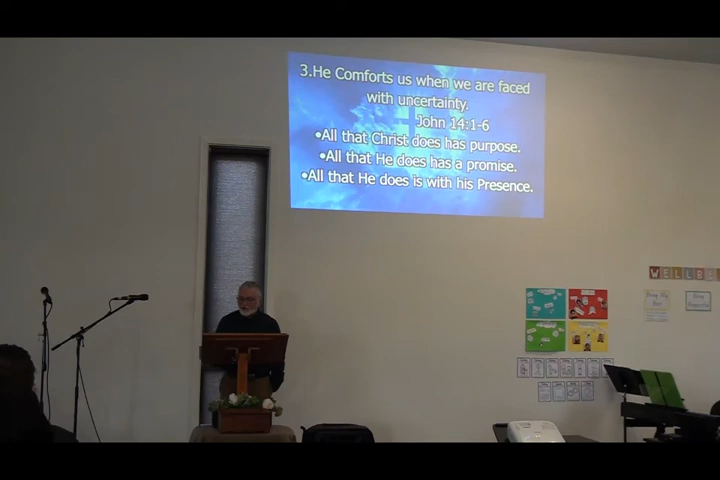 3.He Comforts us when we are faced
with uncertainty.
John 14:1-6
•All that Christ does has purpose.
•All that He does has a promise.
•All that He does is with his Presence.
WELLBE